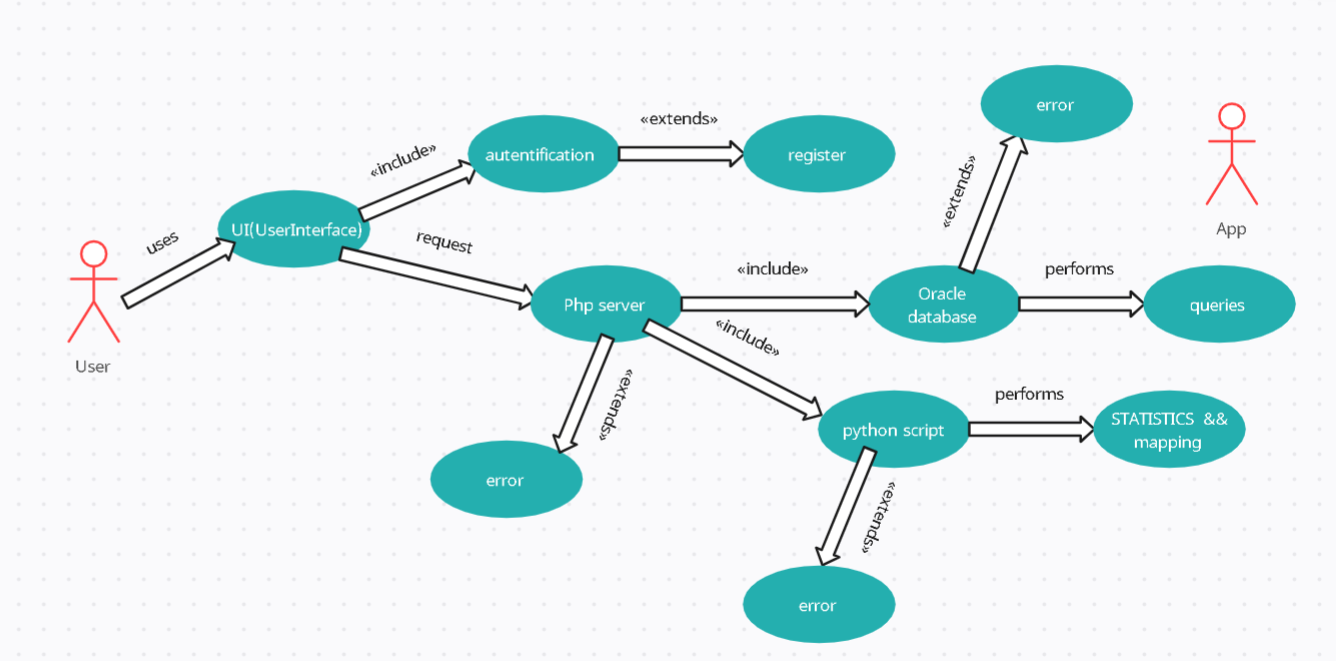 error
«extends»
autentification
register
«include»
«extends»
App
UI(UserInterface)
uses
request
«include»
performs
Oracle
database
queries
Php server
«include»
User
«extends»
performs
STATISTICS  &&
mapping
python script
error
«extends»
error